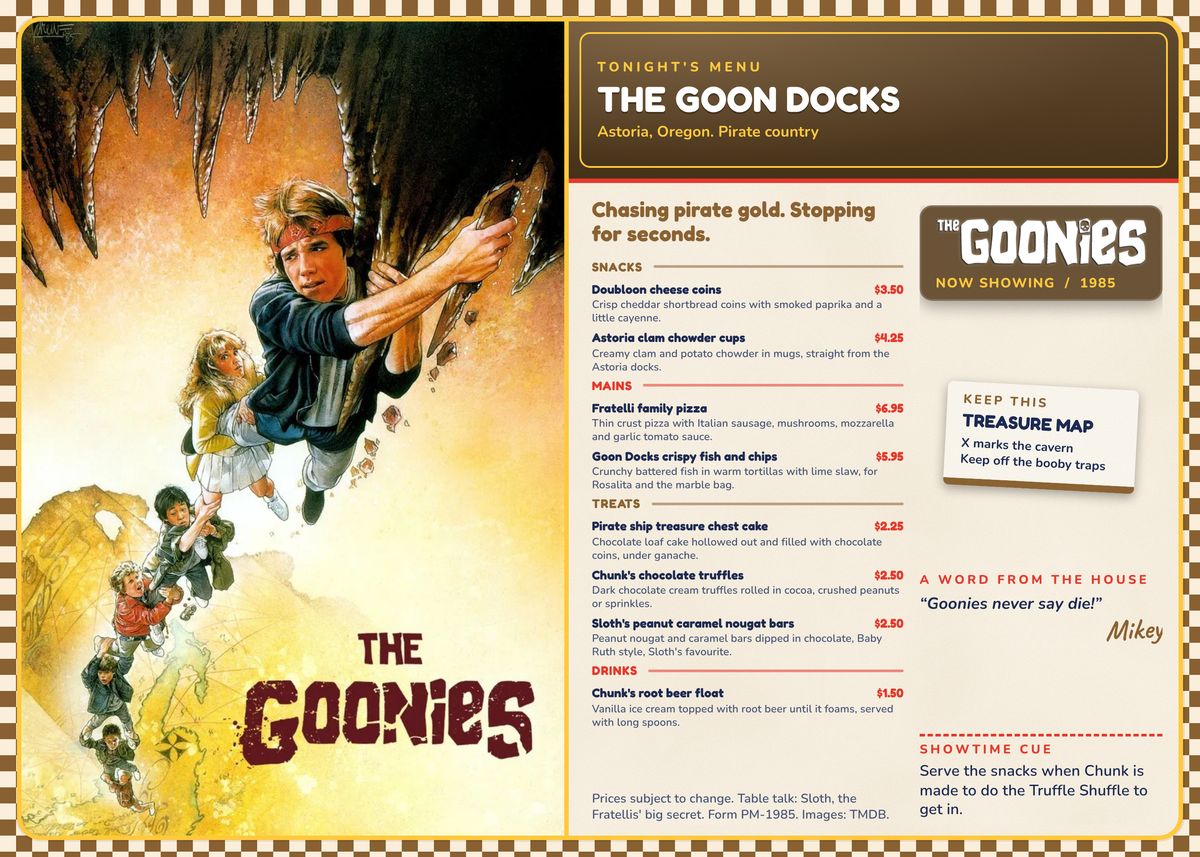 THE
GOONiES
TONIGHT'S MENU
THE GOON DOCKS
Astoria, Oregon. Pirate country
Chasing pirate gold. Stopping
for seconds.
SNACKS
Doubloon cheese coins $3.50
Crisp cheddar shortbread coins with smoked paprika and a
little cayenne.
Astoria clam chowder cups $4.25
Creamy clam and potato chowder in mugs, straight from the
Astoria docks.
MAINS
Fratelli family pizza $6.95
Thin crust pizza with Italian sausage, mushrooms, mozzarella
and garlic tomato sauce.
Goon Docks crispy fish and chips $5.95
Crunchy battered fish in warm tortillas with lime slaw, for
Rosalita and the marble bag.
TREATS
Pirate ship treasure chest cake $2.25
Chocolate loaf cake hollowed out and filled with chocolate
coins, under ganache.
Chunk's chocolate truffles $2.50
Dark chocolate cream truffles rolled in cocoa, crushed peanuts
or sprinkles.
Sloth's peanut caramel nougat bars $2.50
Peanut nougat and caramel bars dipped in chocolate, Baby
Ruth style, Sloth's favourite.
DRINKS
Chunk's root beer float $1.50
Vanilla ice cream topped with root beer until it foams, served
with long spoons.
Prices subject to change. Table talk: Sloth, the
Fratellis' big secret. Form PM-1985. Images: TMDB.
THE GOONiES
NOW SHOWING / 1985
KEEP THIS
TREASURE MAP
X marks the cavern
Keep off the booby traps
A WORD FROM THE HOUSE
“Goonies never say die!”
Mikey
SHOWTIME CUE
Serve the snacks when Chunk is
made to do the Truffle Shuffle to
get in.